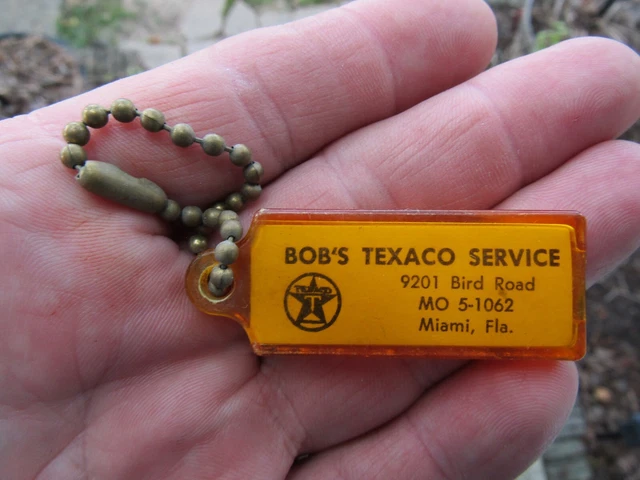 BOB'S TEXACO SERVICE
9201 Bird Road
MO 5-1062
Miami, Fla.
TEXACO
T